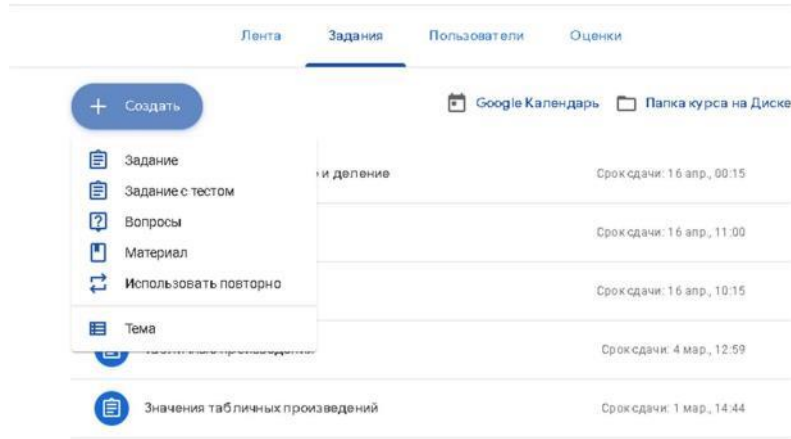 Лента Задания Пользователи Оценки
+ Создать Google Календарь Папка курса на Диске
Задание
и деление Срок сдачи: 16 апр., 00:15
Задание с тестом
Вопросы Срок сдачи: 16 апр., 11:00
Материал
Использовать повторно Срок сдачи: 16 апр., 10:15
Тема
Срок сдачи: 4 мар., 12:59
Значения табличных произведений Срок сдачи: 1 мар., 14:44